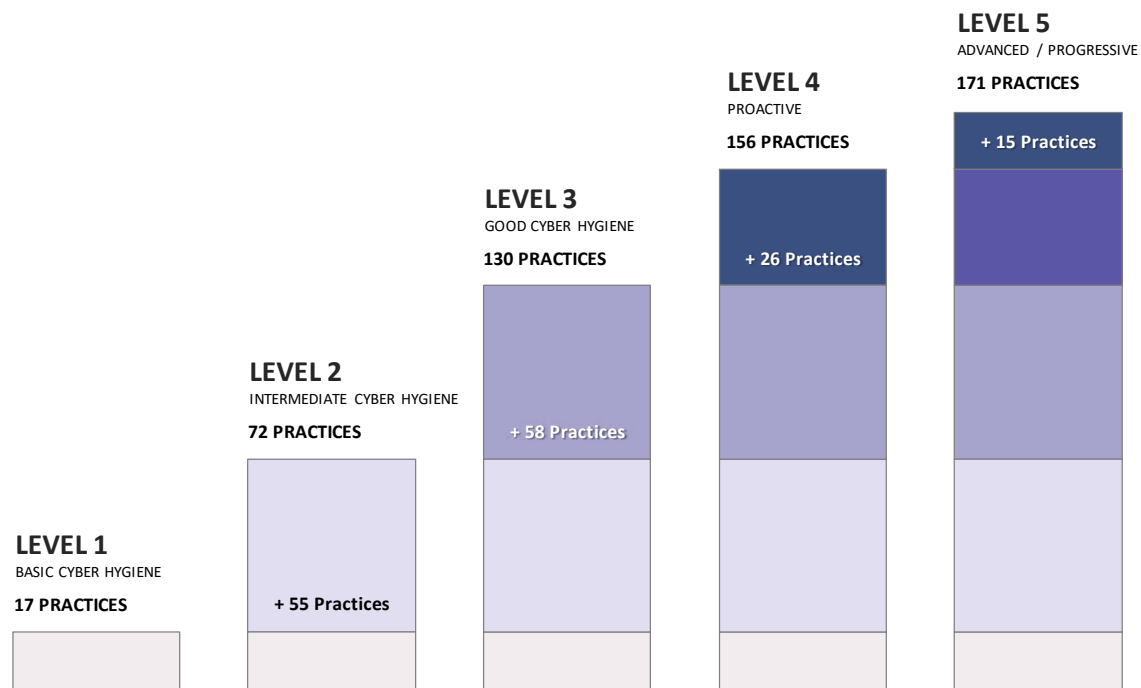 LEVEL 5
ADVANCED / PROGRESSIVE
171 PRACTICES
+ 15 Practices
LEVEL 4
PROACTIVE
156 PRACTICES
+ 26 Practices
LEVEL 3
GOOD CYBER HYGIENE
130 PRACTICES
+ 58 Practices
LEVEL 2
INTERMEDIATE CYBER HYGIENE
72 PRACTICES
+ 55 Practices
LEVEL 1
BASIC CYBER HYGIENE
17 PRACTICES